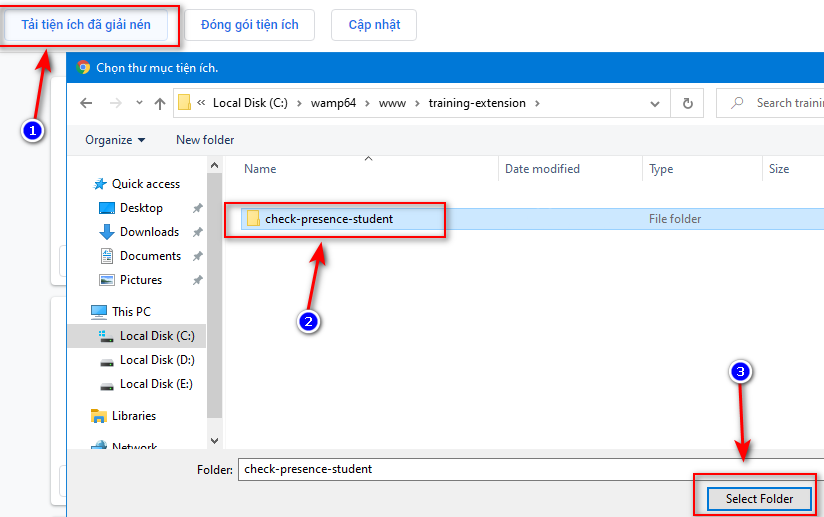 Tải tiện ích đã giải nén Đóng gói tiện ích Cập nhật
1
Chọn thư mục tiện ích.
« Local Disk (C:) › wamp64 › www › training-extension › Search traini
Organize New folder
Name Date modified Type Size
Quick access
Desktop
check-presence-student File folder
Downloads
Documents
Pictures
2
This PC
Local Disk (C:)
Local Disk (D:)
3
Local Disk (E:)
Libraries
Network
Folder: check-presence-student
Select Folder